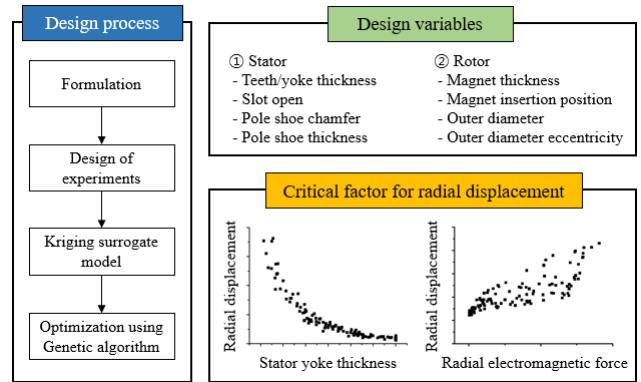 Design process
Formulation
Design of
experiments
Kriging surrogate
model
Optimization using
Genetic algorithm
Design variables
① Stator
- Teeth/yoke thickness
- Slot open
- Pole shoe chamfer
- Pole shoe thickness
② Rotor
- Magnet thickness
- Magnet insertion position
- Outer diameter
- Outer diameter eccentricity
Critical factor for radial displacement
Radial displacement
Stator yoke thickness
Radial displacement
Radial electromagnetic force